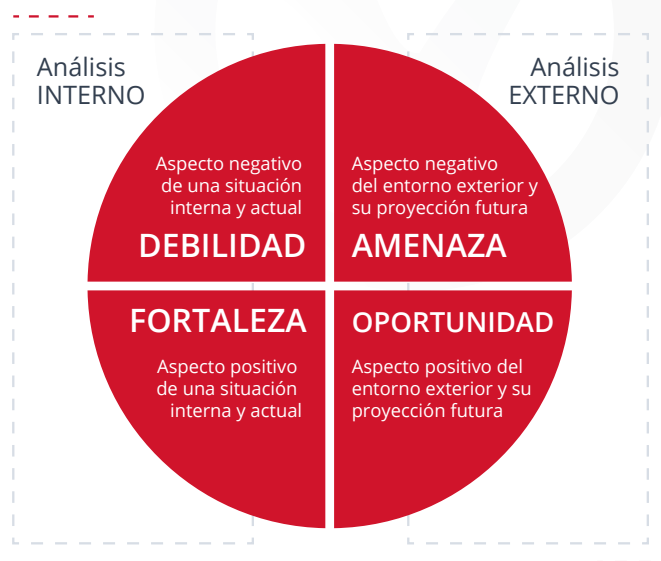 Análisis
INTERNO
Análisis
EXTERNO
Aspecto negativo
de una situación
interna y actual
DEBILIDAD
Aspecto negativo
del entorno exterior y
su proyección futura
AMENAZA
FORTALEZA
Aspecto positivo
de una situación
interna y actual
OPORTUNIDAD
Aspecto positivo del
entorno exterior y su
proyección futura